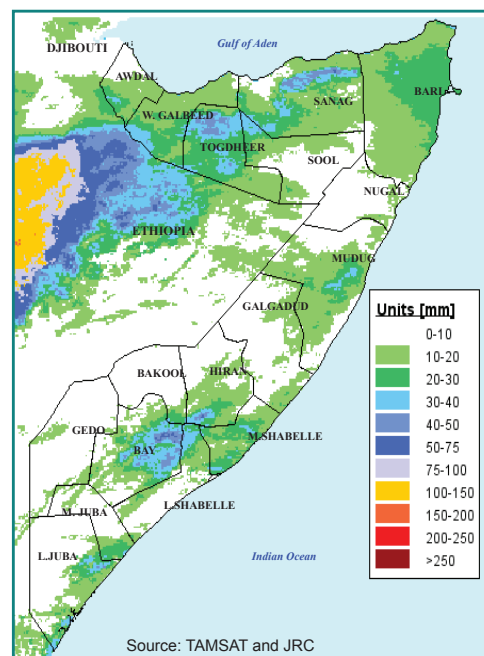 Gulf of Aden
DJIBOUTI
AWDAL
BARI
SANAG
W. GALBEED
TOGDHEER
SOOL
NUGAL
ETHIOPIA
MUDUG
GALGADUD
Units [mm]
0-10
10-20
20-30
30-40
40-50
50-75
75-100
100-150
150-200
200-250
>250
BAKOOL
HIRAN
GEDO
M.SHABELLE
BAY
L.SHABELLE
M. JUBA
L.JUBA
Indian Ocean
Source: TAMSAT and JRC